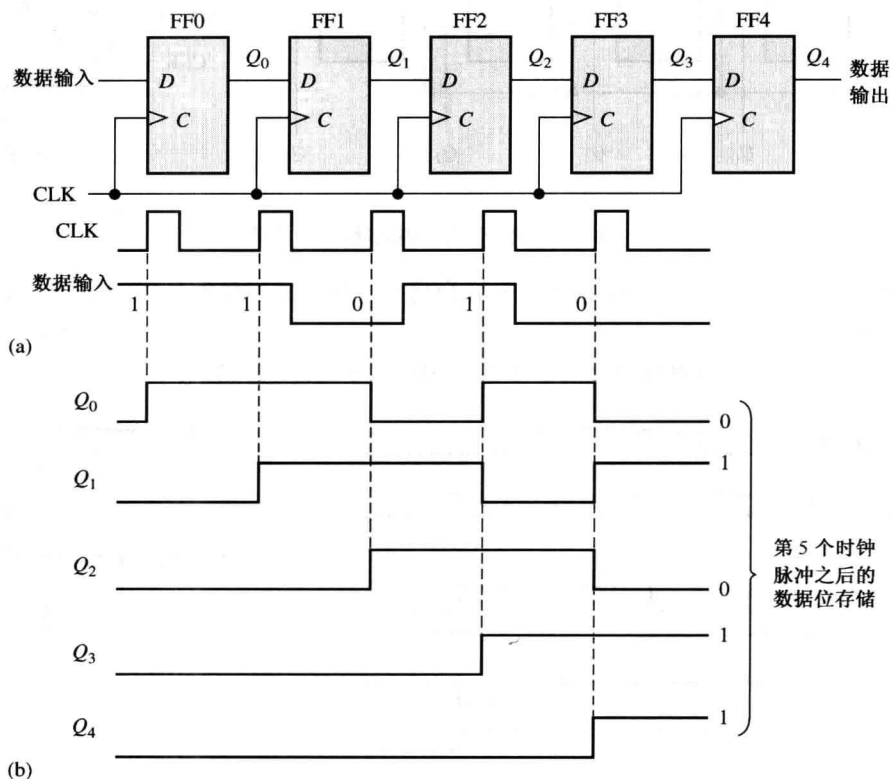 FF0 FF1 FF2 FF3 FF4
数据输入 D Q0 D Q1 D Q2 D Q3 D Q4 数据
输出
C C C C C
CLK
CLK
数据输入
1 1 0 1 0
(a)
Q0 0
Q1 1
第 5 个时钟
脉冲之后的
数据位存储
Q2 0
Q3 1
Q4 1
(b)